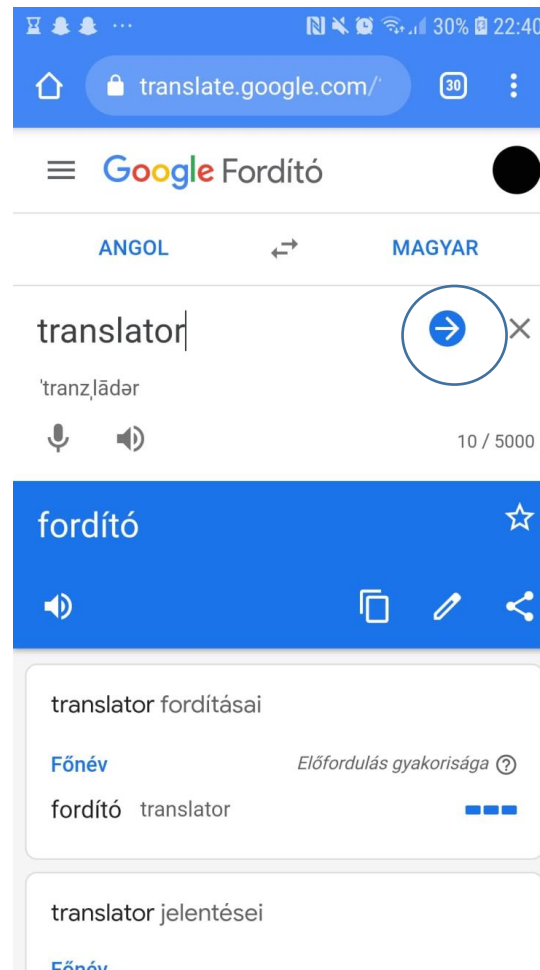 30% 22:40
translate.google.com/ 30
Google Fordító
ANGOL MAGYAR
translator
ˈtranzˌlādər
10 / 5000
fordító
translator fordításai
Főnév Előfordulás gyakorisága
fordító translator
translator jelentései
Főnév